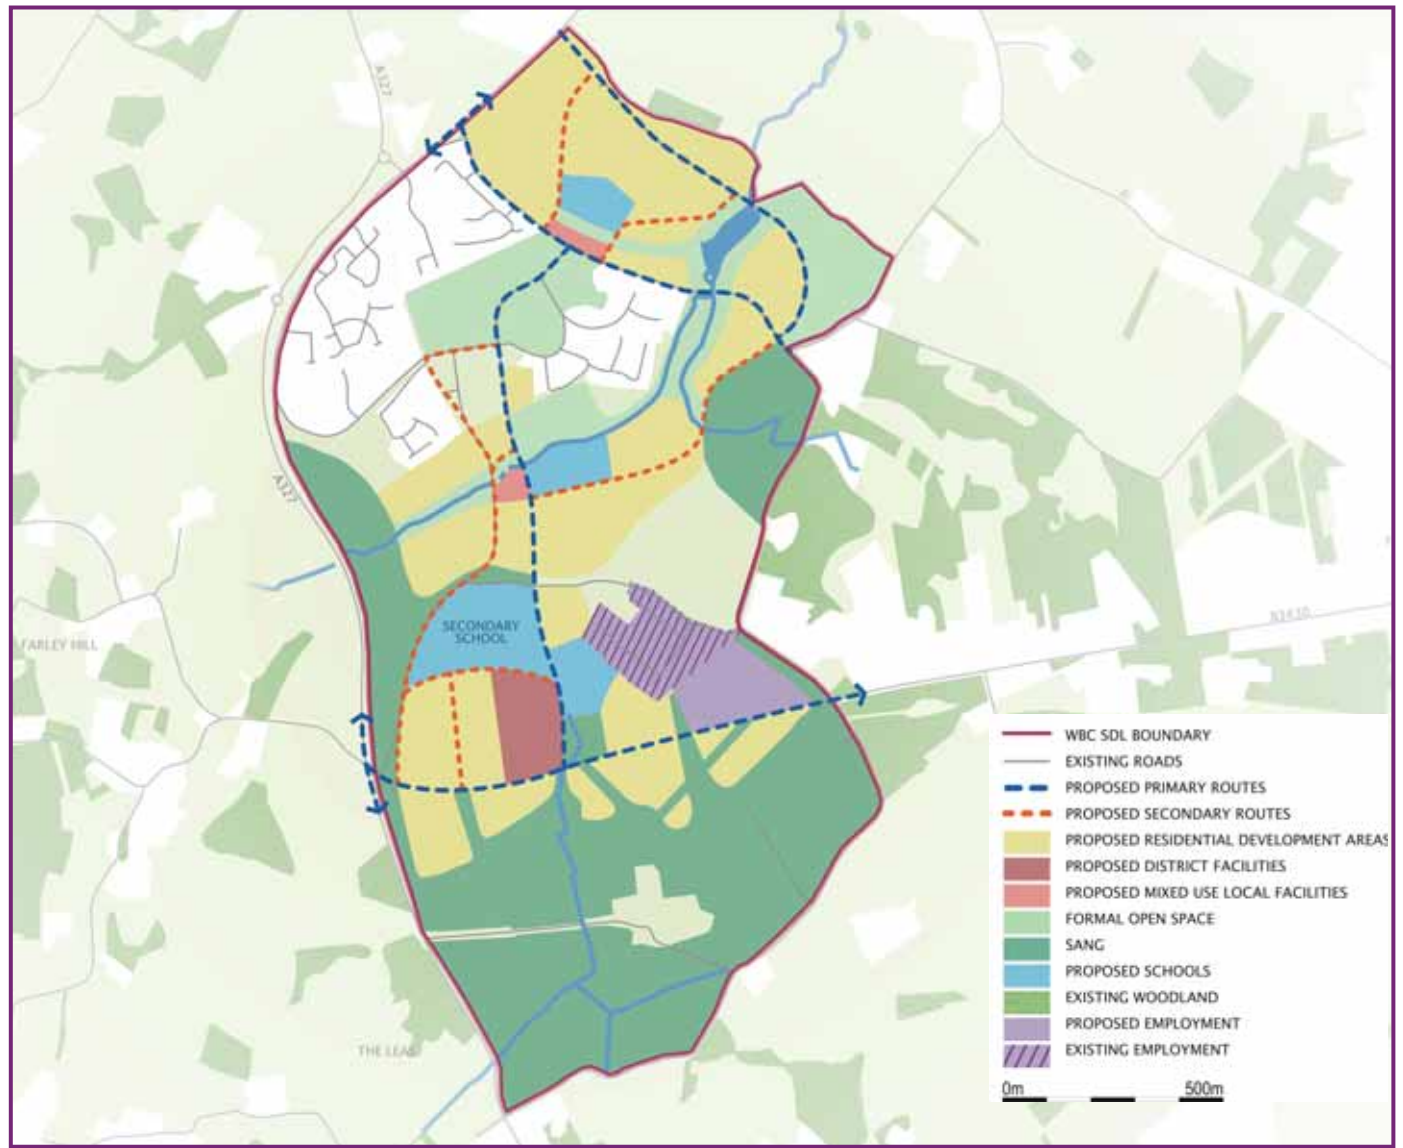 A327
A327
FARLEY HILL
SECONDARY
SCHOOL
THE LEAS
WBC SDL BOUNDARY
EXISTING ROADS
PROPOSED PRIMARY ROUTES
PROPOSED SECONDARY ROUTES
PROPOSED RESIDENTIAL DEVELOPMENT AREAS
PROPOSED DISTRICT FACILITIES
PROPOSED MIXED USE LOCAL FACILITIES
FORMAL OPEN SPACE
SANG
PROPOSED SCHOOLS
EXISTING WOODLAND
PROPOSED EMPLOYMENT
EXISTING EMPLOYMENT
0m 500m